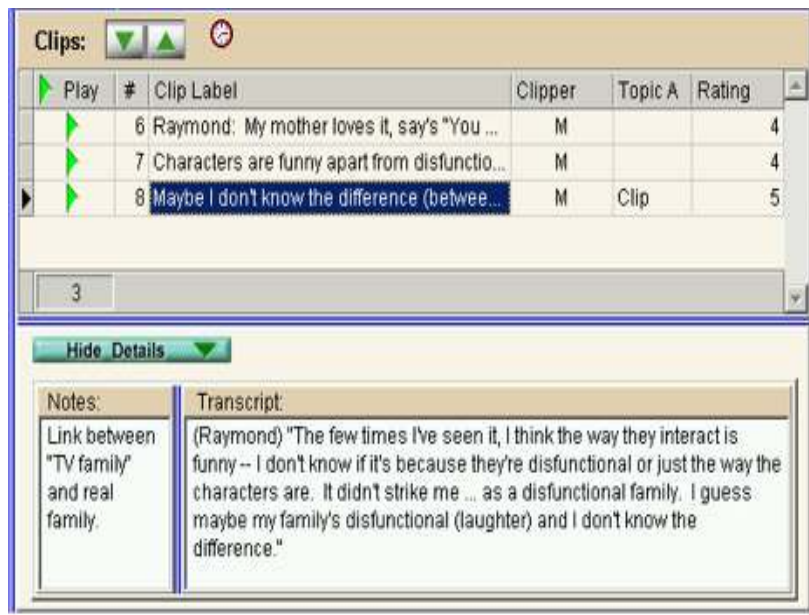 Clips:
Play # Clip Label Clipper Topic A Rating
6 Raymond: My mother loves it, say's "You ... M 4
7 Characters are funny apart from disfunctio... M 4
8 Maybe I don't know the difference (betwee... M Clip 5
3
Hide Details
Notes:
Link between
"TV family"
and real
family.
Transcript:
(Raymond) "The few times I've seen it, I think the way they interact is
funny -- I don't know if it's because they're disfunctional or just the way the
characters are. It didn't strike me ... as a disfunctional family. I guess
maybe my family's disfunctional (laughter) and I don't know the
difference."